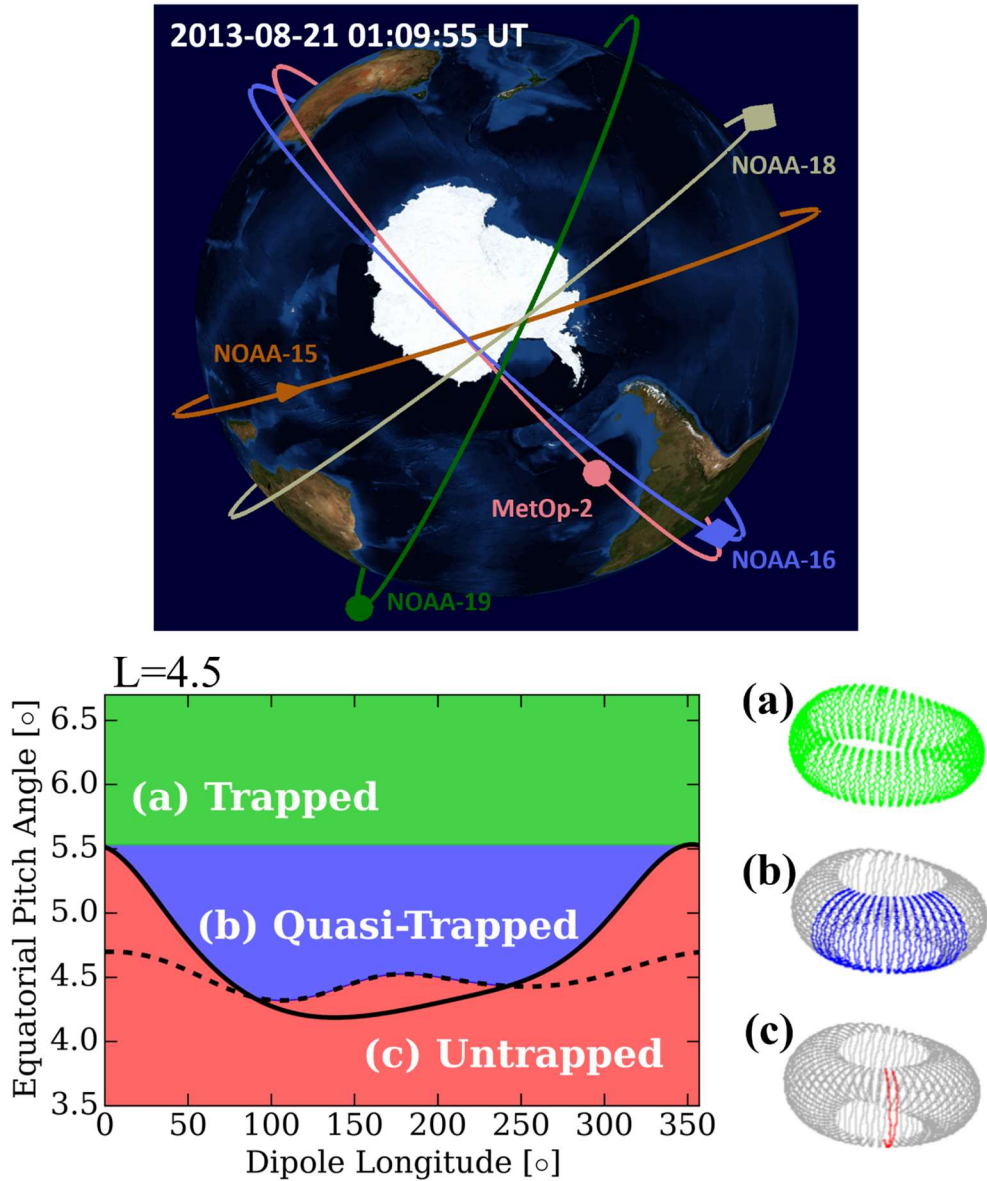 2013-08-21 01:09:55 UT
NOAA-18
NOAA-15
MetOp-2
NOAA-16
NOAA-19
L=4.5
Equatorial Pitch Angle [∘]
6.5
6.0
5.5
5.0
4.5
4.0
3.5
(a) Trapped
(b) Quasi-Trapped
(c) Untrapped
0 50 100 150 200 250 300 350
Dipole Longitude [∘]
(a)
(b)
(c)